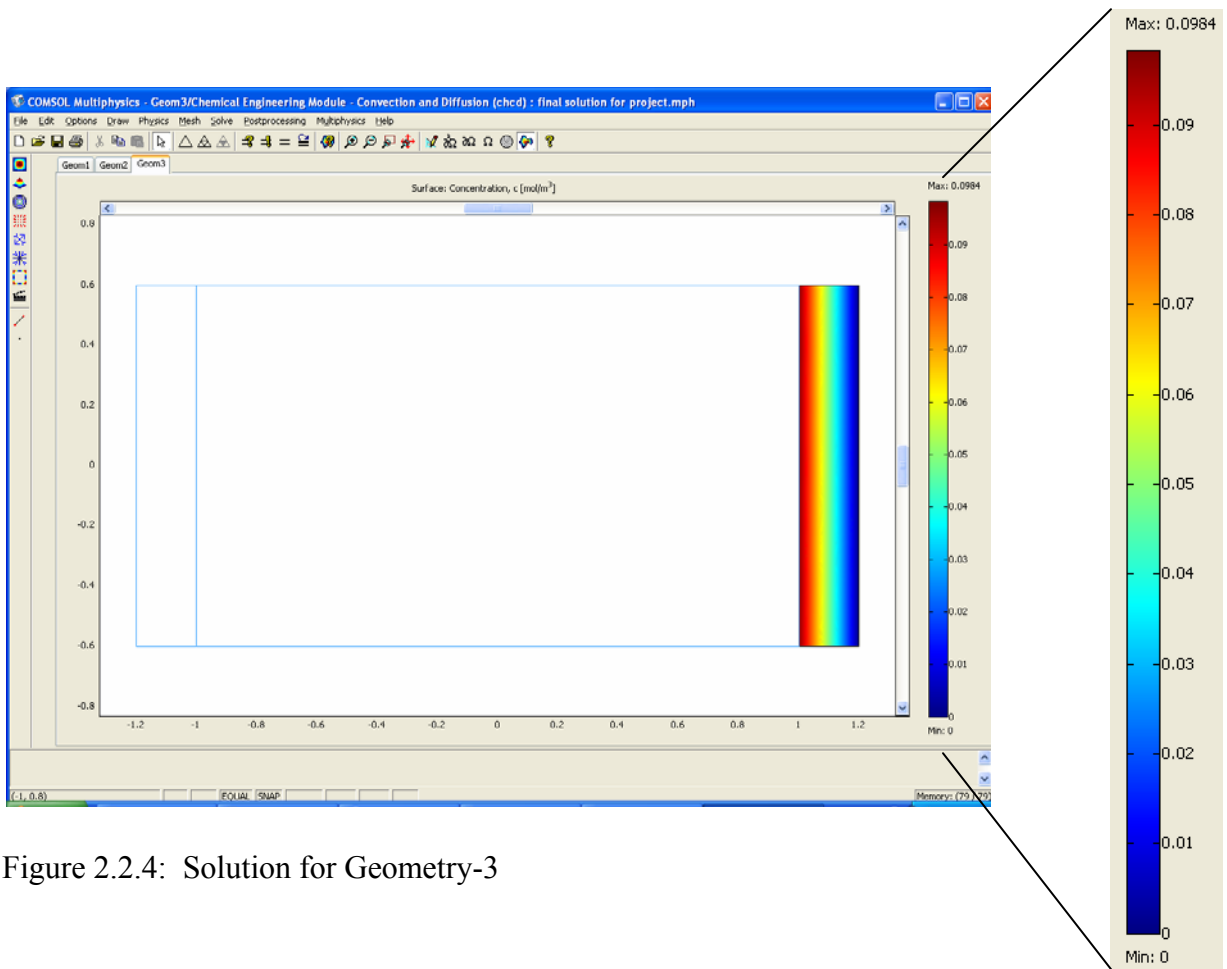 COMSOL Multiphysics - Geom3/Chemical Engineering Module - Convection and Diffusion (chcd) : final solution for project.mph
File Edit Options Draw Physics Mesh Solve Postprocessing Multiphysics Help
Geom1 Geom2 Geom3
Surface: Concentration, c [mol/m³]
Max: 0.0984
0.8
0.6
0.4
0.2
0
-0.2
-0.4
-0.6
-0.8
-1.2 -1 -0.8 -0.6 -0.4 -0.2 0 0.2 0.4 0.6 0.8 1 1.2
0.09
0.08
0.07
0.06
0.05
0.04
0.03
0.02
0.01
0
Min: 0
(-1, 0.8) EQUAL SNAP Memory: (79 / 79)
Max: 0.0984
0.09
0.08
0.07
0.06
0.05
0.04
0.03
0.02
0.01
0
Min: 0
Figure 2.2.4: Solution for Geometry-3